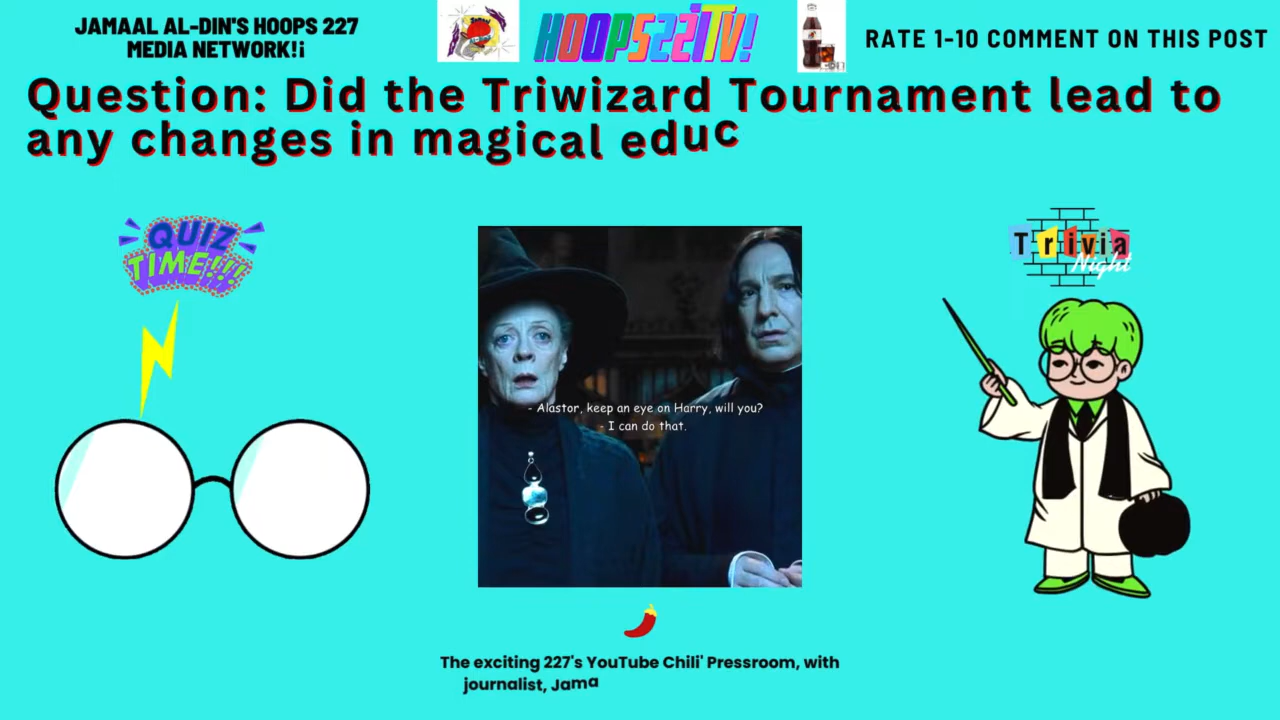 JAMAAL AL-DIN'S HOOPS 227
MEDIA NETWORK!¡
HOOPS227TV!
RATE 1-10 COMMENT ON THIS POST
Question: Did the Triwizard Tournament lead to
any changes in magical educ
QUIZ
TIME!!!
Trivia
Night
- Alastor, keep an eye on Harry, will you?
- I can do that.
The exciting 227's YouTube Chili' Pressroom, with
journalist, Jama